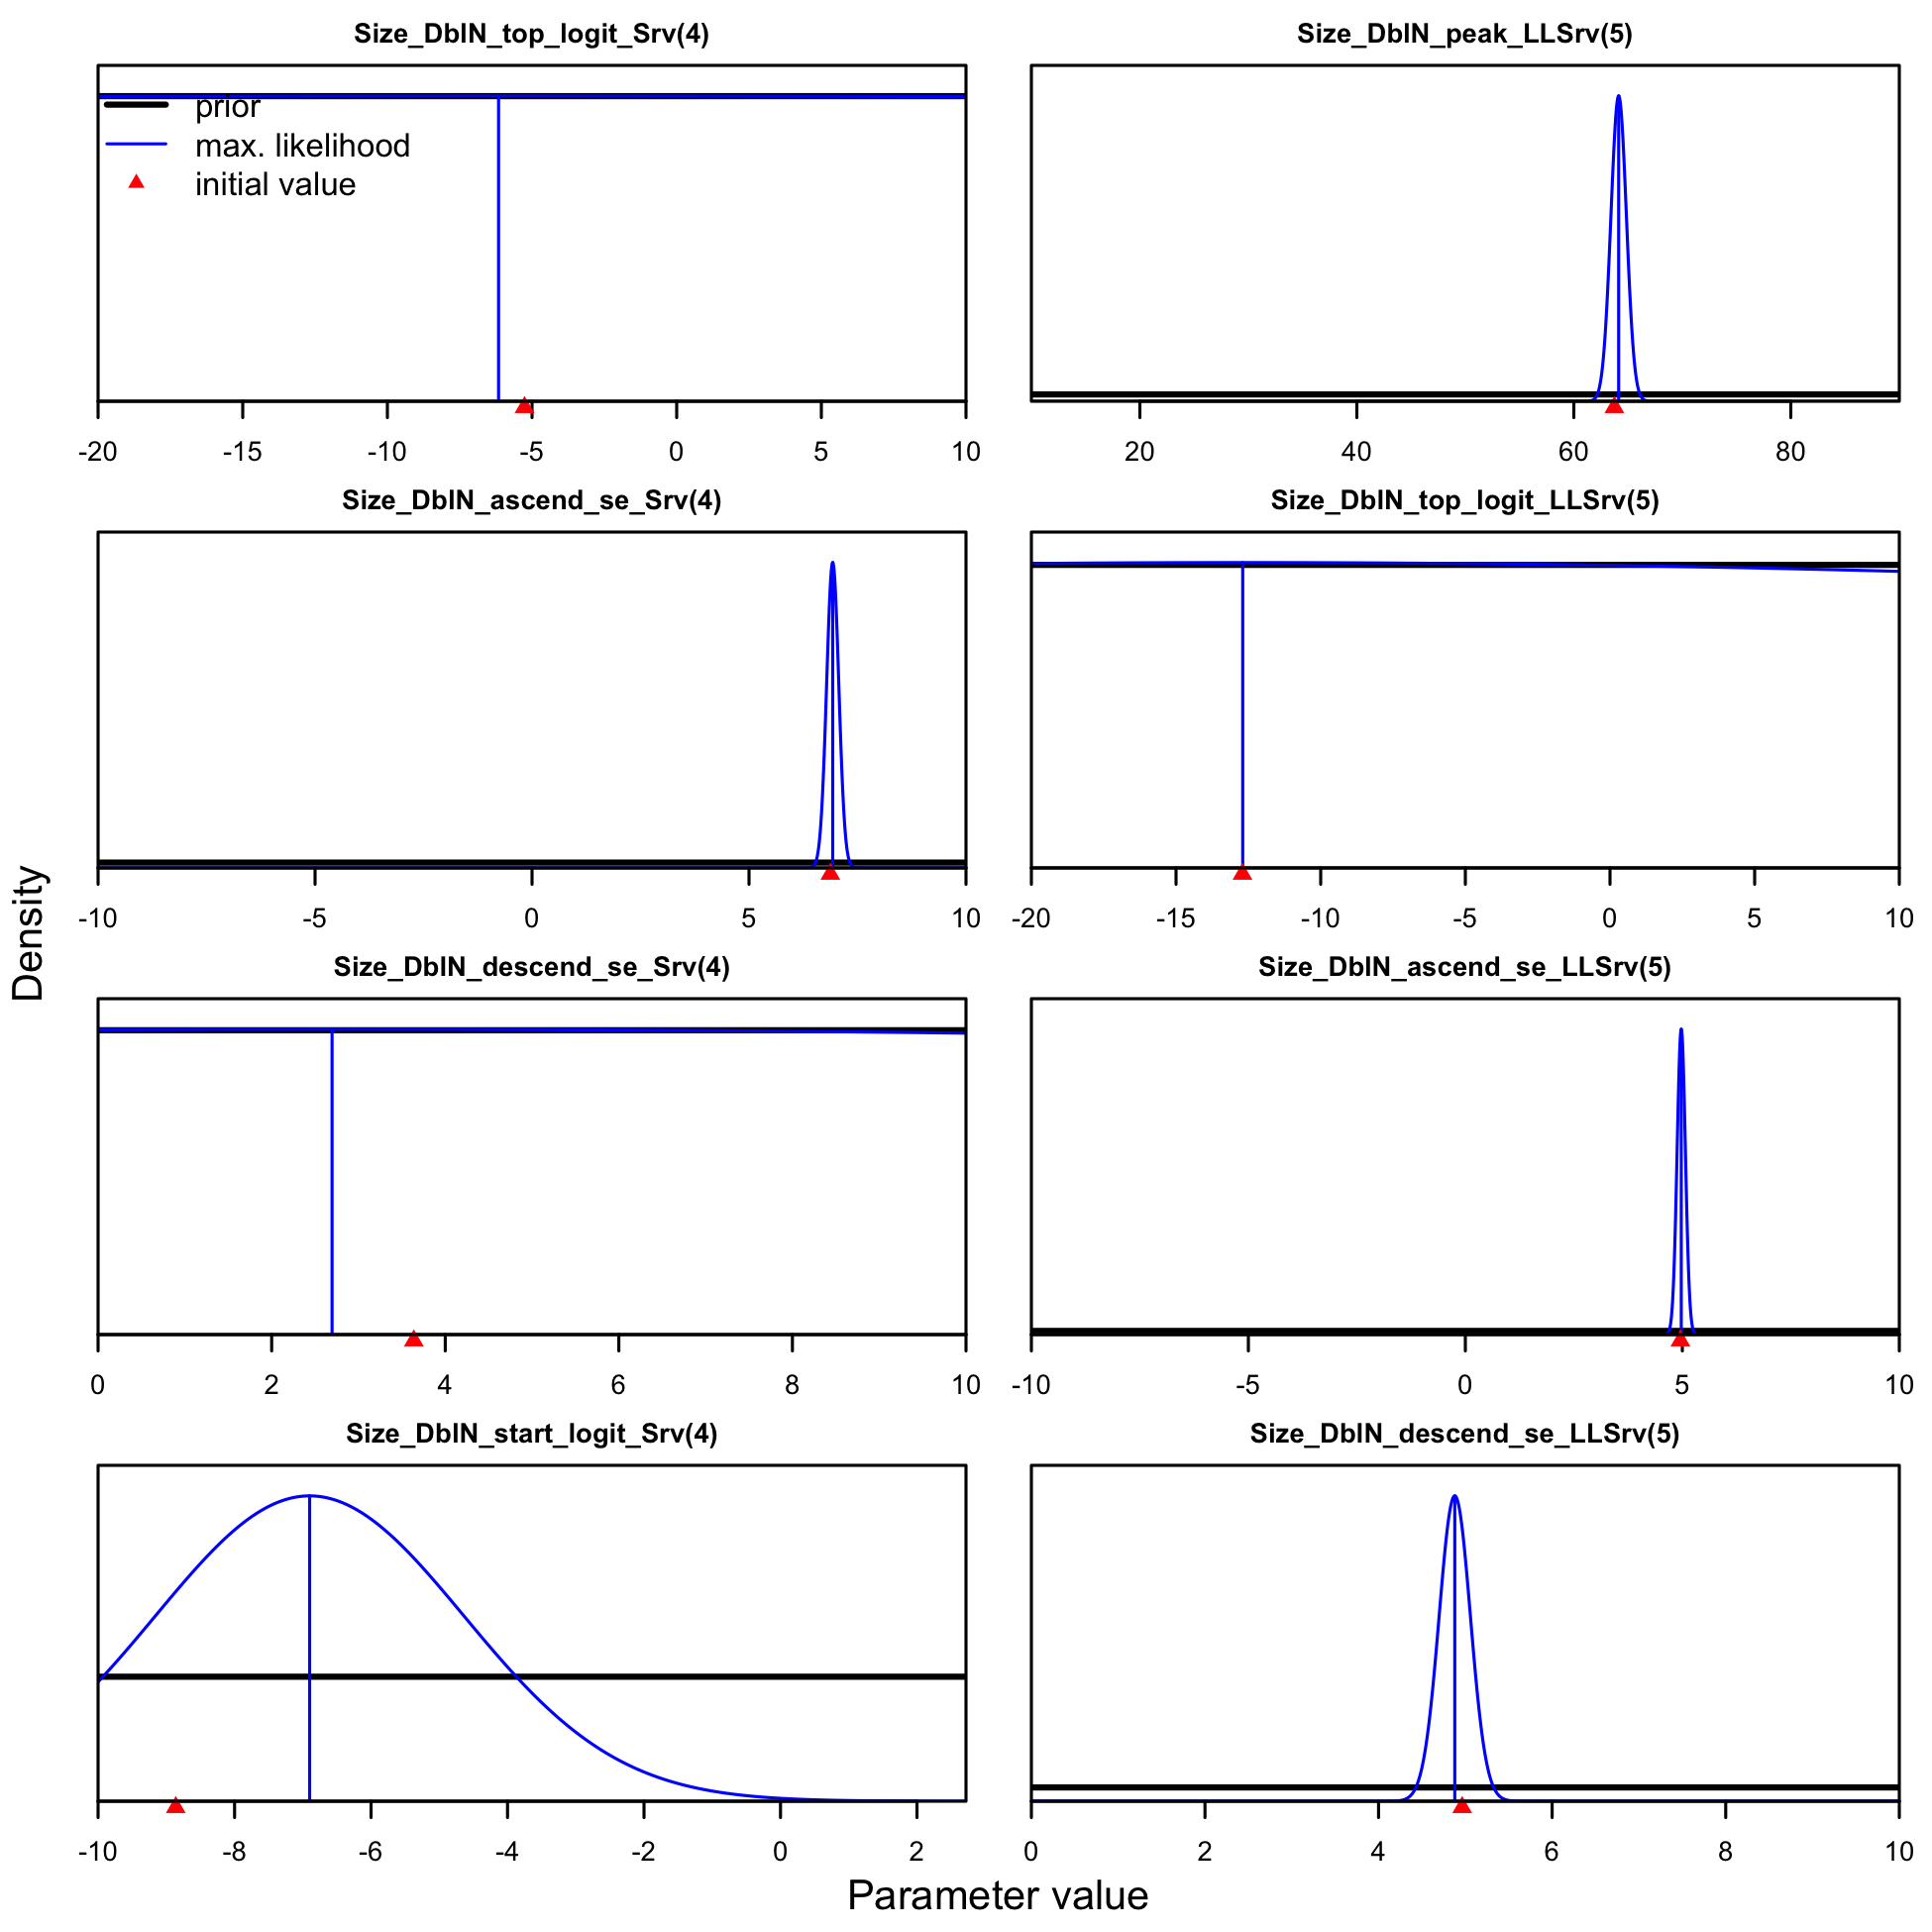 Size_DblN_top_logit_Srv(4)
prior
max. likelihood
initial value
-20 -15 -10 -5 0 5 10
Size_DblN_peak_LLSrv(5)
20 40 60 80
Size_DblN_ascend_se_Srv(4)
-10 -5 0 5 10
Size_DblN_top_logit_LLSrv(5)
-20 -15 -10 -5 0 5 10
Size_DblN_descend_se_Srv(4)
0 2 4 6 8 10
Size_DblN_ascend_se_LLSrv(5)
-10 -5 0 5 10
Size_DblN_start_logit_Srv(4)
-10 -8 -6 -4 -2 0 2
Size_DblN_descend_se_LLSrv(5)
0 2 4 6 8 10
Density
Parameter value